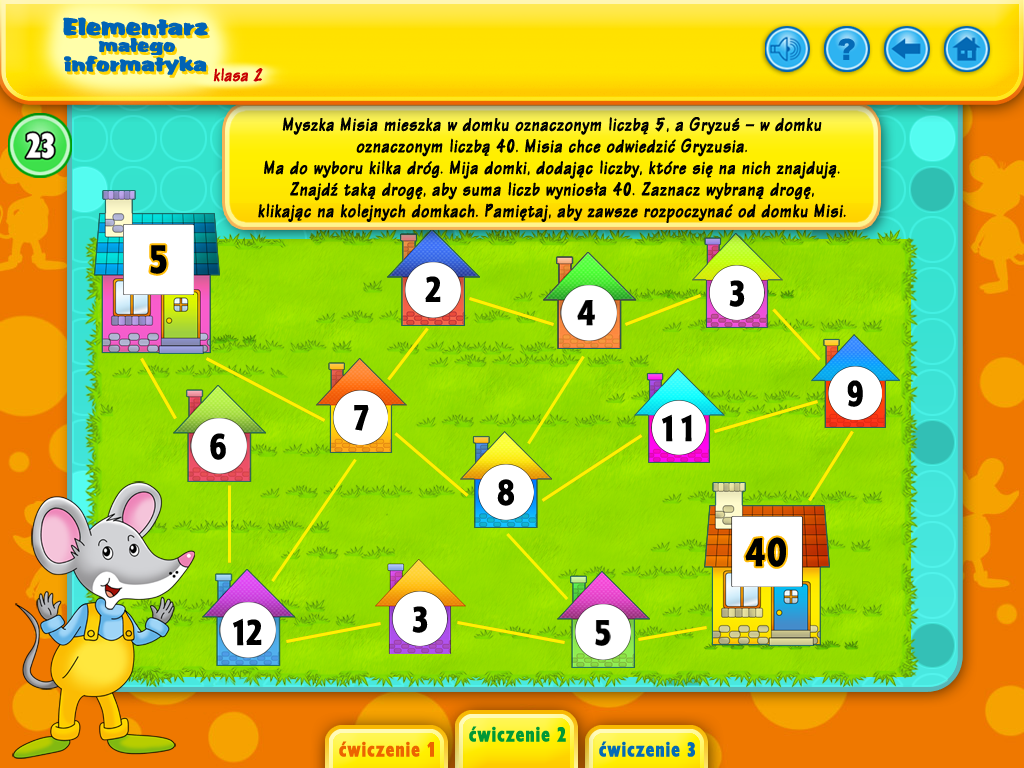 Elementarz
małego
informatyka
klasa 2
?
23
Myszka Misia mieszka w domku oznaczonym liczbą 5, a Gryzuś – w domku
oznaczonym liczbą 40. Misia chce odwiedzić Gryzusia.
Ma do wyboru kilka dróg. Mija domki, dodając liczby, które się na nich znajdują.
Znajdź taką drogę, aby suma liczb wyniosła 40. Zaznacz wybraną drogę,
klikając na kolejnych domkach. Pamiętaj, aby zawsze rozpoczynać od domku Misi.
5
2
4
3
6
7
11
9
8
40
12
3
5
ćwiczenie 1
ćwiczenie 2
ćwiczenie 3